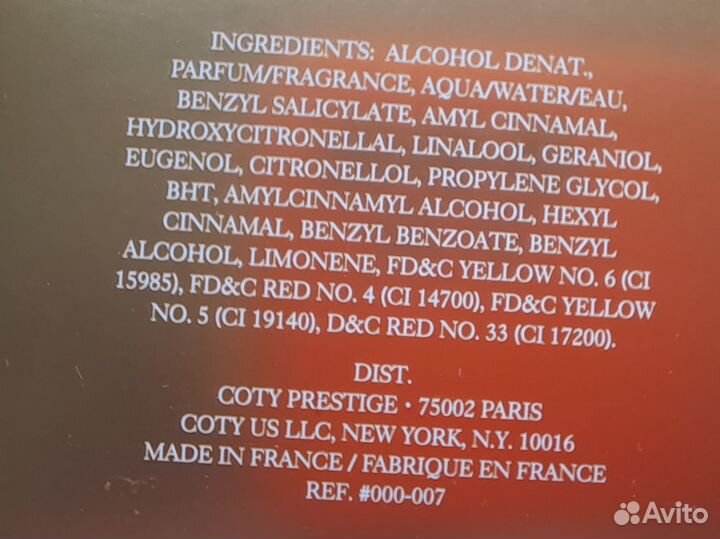 INGREDIENTS: ALCOHOL DENAT.,
PARFUM/FRAGRANCE, AQUA/WATER/EAU,
BENZYL SALICYLATE, AMYL CINNAMAL,
HYDROXYCITRONELLAL, LINALOOL, GERANIOL,
EUGENOL, CITRONELLOL, PROPYLENE GLYCOL,
BHT, AMYLCINNAMYL ALCOHOL, HEXYL
CINNAMAL, BENZYL BENZOATE, BENZYL
ALCOHOL, LIMONENE, FD&C YELLOW NO. 6 (CI
15985), FD&C RED NO. 4 (CI 14700), FD&C YELLOW
NO. 5 (CI 19140), D&C RED NO. 33 (CI 17200).
DIST.
COTY PRESTIGE • 75002 PARIS
COTY US LLC, NEW YORK, N.Y. 10016
MADE IN FRANCE / FABRIQUE EN FRANCE
REF. #000-007
Avito